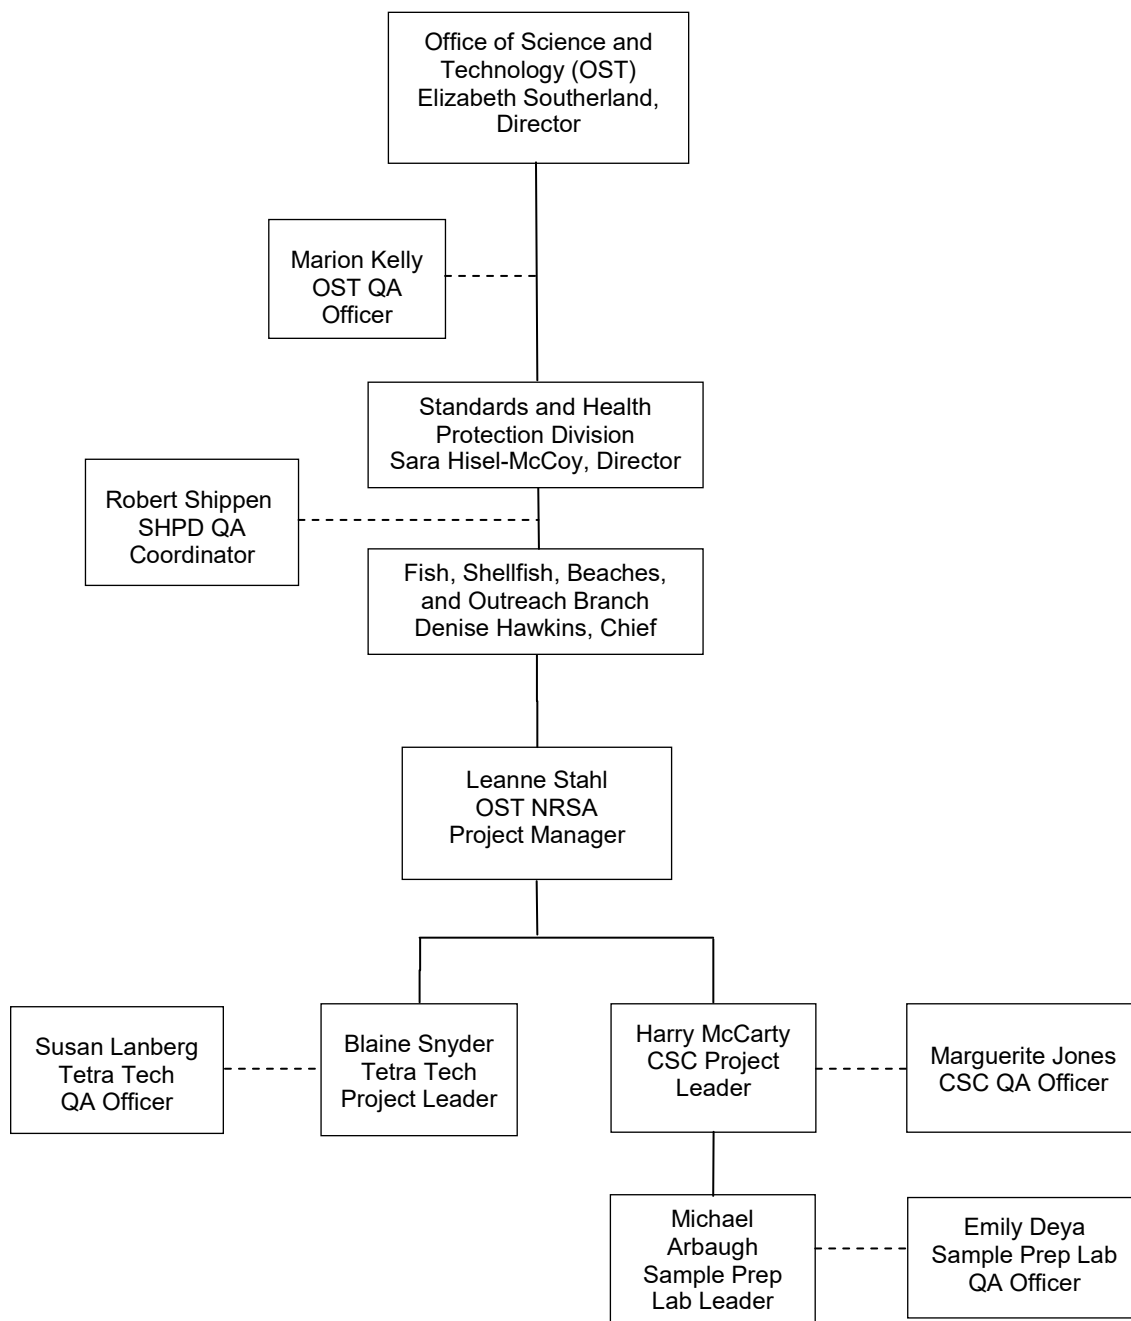 Office of Science and
Technology (OST)
Elizabeth Southerland,
Director
Marion Kelly
OST QA
Officer
Standards and Health
Protection Division
Sara Hisel-McCoy, Director
Robert Shippen
SHPD QA
Coordinator
Fish, Shellfish, Beaches,
and Outreach Branch
Denise Hawkins, Chief
Leanne Stahl
OST NRSA
Project Manager
Susan Lanberg
Tetra Tech
QA Officer
Blaine Snyder
Tetra Tech
Project Leader
Harry McCarty
CSC Project
Leader
Marguerite Jones
CSC QA Officer
Michael
Arbaugh
Sample Prep
Lab Leader
Emily Deya
Sample Prep Lab
QA Officer